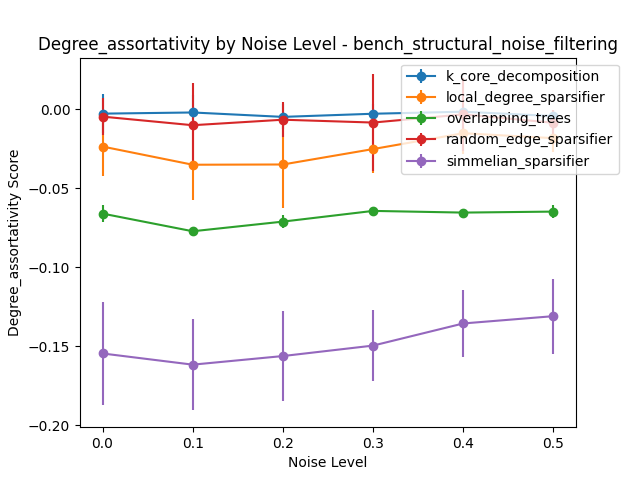 Degree_assortativity by Noise Level - bench_structural_noise_filtering
k_core_decomposition
local_degree_sparsifier
overlapping_trees
random_edge_sparsifier
simmelian_sparsifier
Degree_assortativity Score
0.00
−0.05
−0.10
−0.15
−0.20
0.0 0.1 0.2 0.3 0.4 0.5
Noise Level